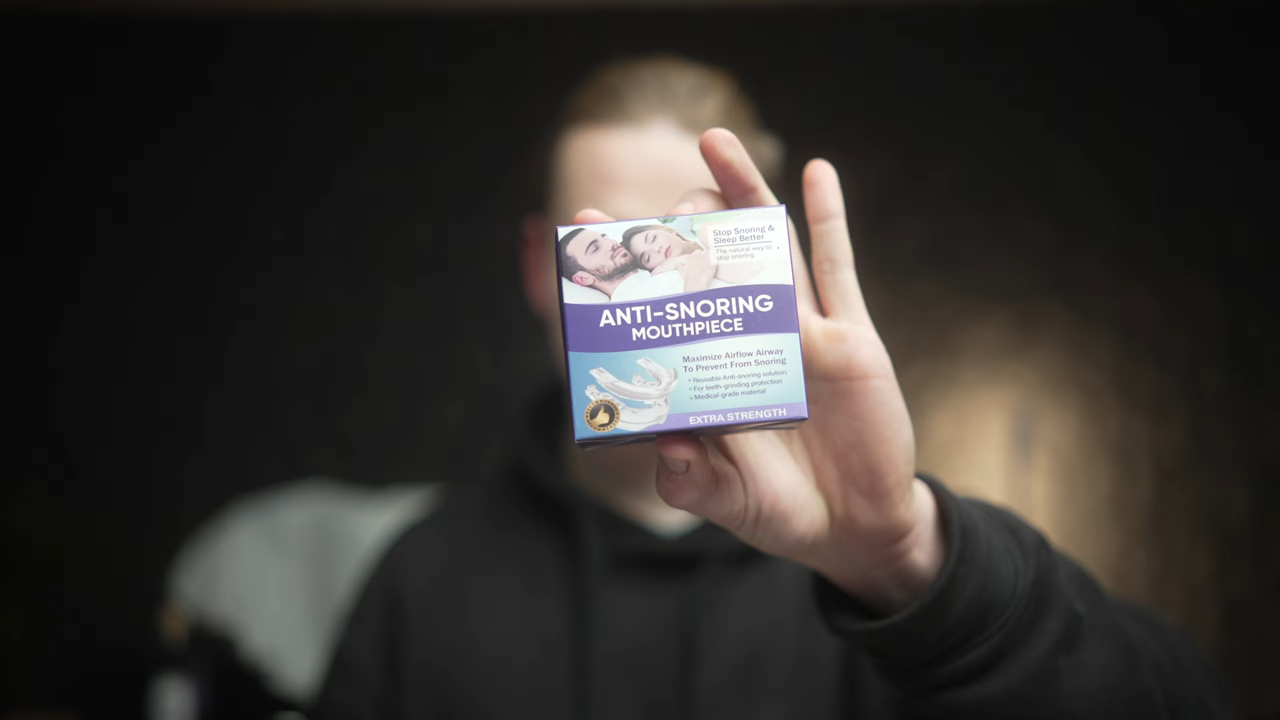 Stop Snoring &
Sleep Better
The natural way to
stop snoring.
ANTI-SNORING
MOUTHPIECE
Maximize Airflow Airway
To Prevent From Snoring
Reusable Anti-snoring solution
For teeth-grinding protection
Medical-grade material
EXTRA STRENGTH